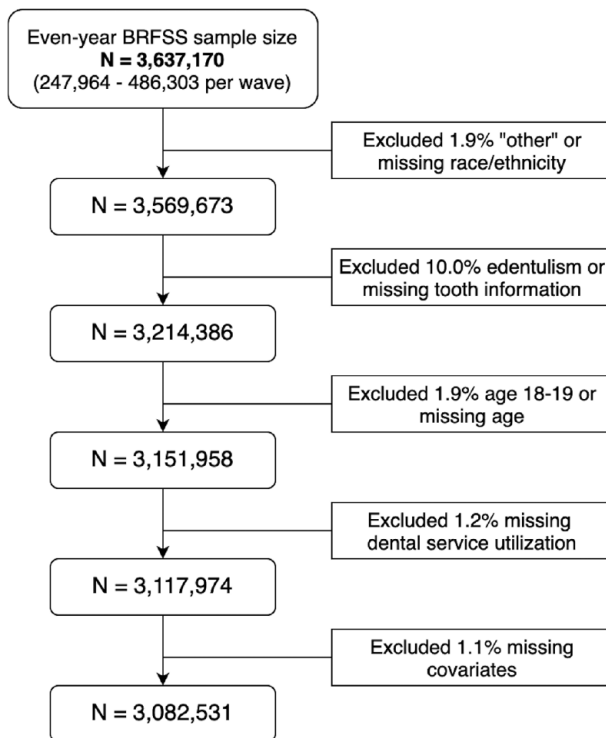 Even-year BRFSS sample size
N = 3,637,170
(247,964 - 486,303 per wave)
Excluded 1.9% "other" or
missing race/ethnicity
N = 3,569,673
Excluded 10.0% edentulism or
missing tooth information
N = 3,214,386
Excluded 1.9% age 18-19 or
missing age
N = 3,151,958
Excluded 1.2% missing
dental service utilization
N = 3,117,974
Excluded 1.1% missing
covariates
N = 3,082,531